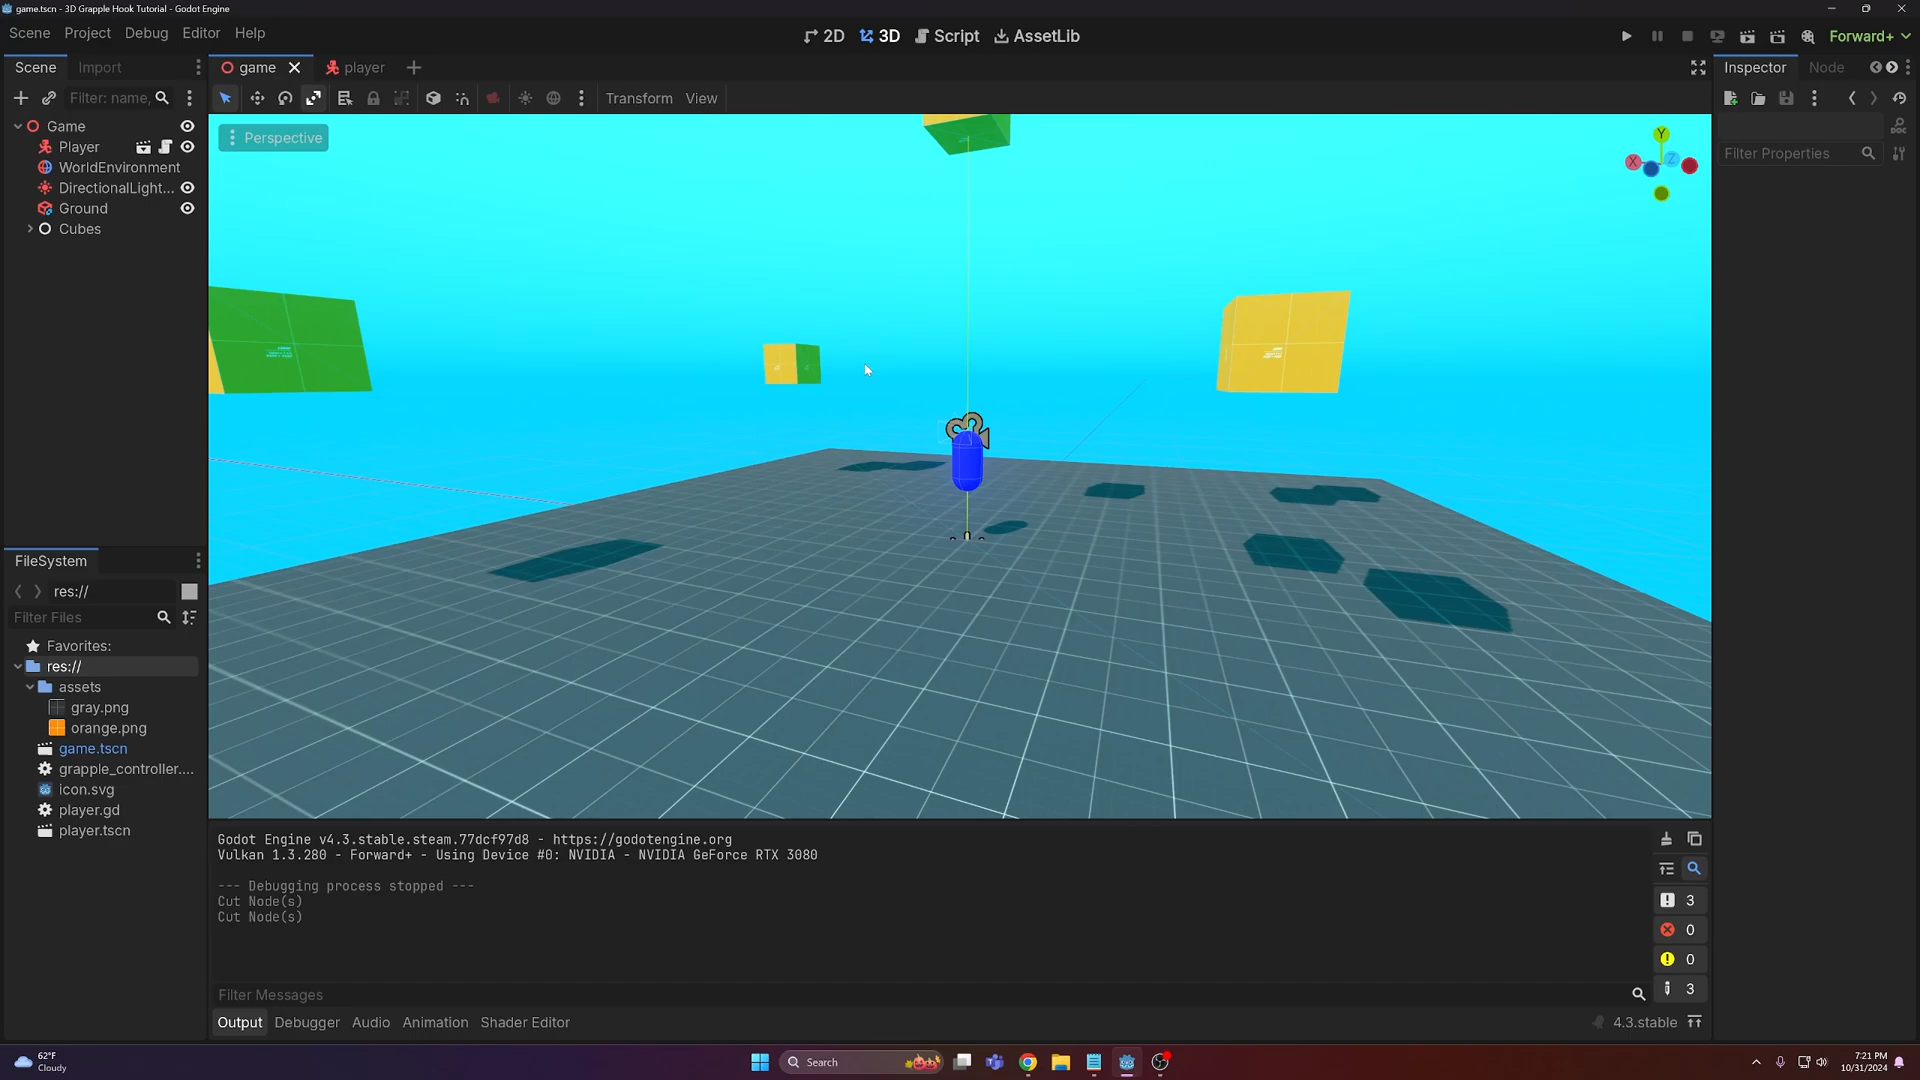 game.tscn - 3D Grapple Hook Tutorial - Godot Engine
Scene Project Debug Editor Help
2D 3D Script AssetLib
Forward+
Scene Import
game player
Inspector Node
Filter: name,
Transform View
Perspective
Y
X
Z
DOC
Filter Properties
Game
Player
WorldEnvironment
DirectionalLight...
Ground
Cubes
FileSystem
res://
Filter Files
Favorites:
res://
assets
gray.png
orange.png
game.tscn
grapple_controller....
icon.svg
player.gd
player.tscn
Godot Engine v4.3.stable.steam.77dcf97d8 - https://godotengine.org
Vulkan 1.3.280 - Forward+ - Using Device #0: NVIDIA - NVIDIA GeForce RTX 3080
--- Debugging process stopped ---
Cut Node(s)
Cut Node(s)
3
0
0
3
Filter Messages
Output Debugger Audio Animation Shader Editor
4.3.stable
62°F
Cloudy
Search
7:21 PM
10/31/2024